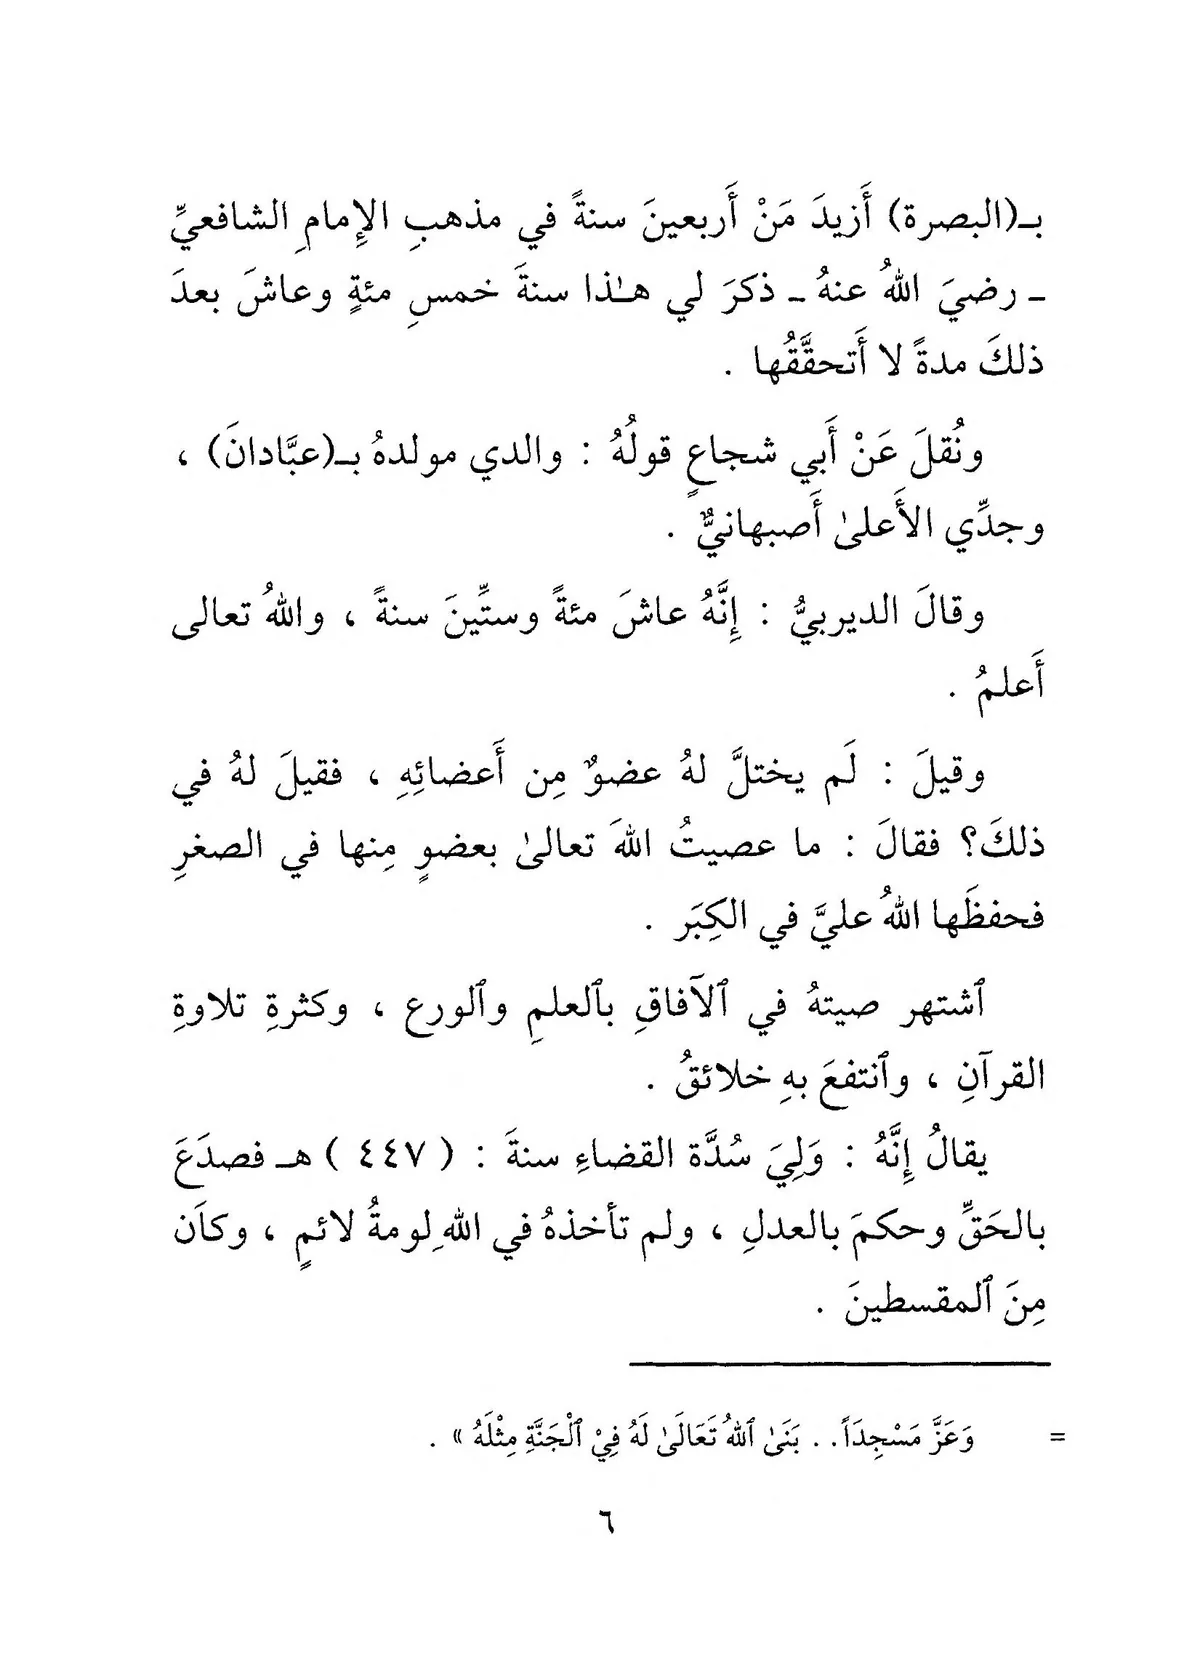 بـ(البصرة) أَزيدَ مَنْ أَربعينَ سنةً في مذهبِ الإِمامِ الشافعيِّ
ـ رضيَ اللهُ عنهُ ـ ذكرَ لي هـٰذا سنةَ خمسِ مئةٍ وعاشَ بعدَ
ذلكَ مدةً لا أَتحقَّقُها .
ونُقلَ عَنْ أَبي شجاعٍ قولُهُ : والدي مولدهُ بـ(عبَّادانَ) ،
وجدِّي الأَعلىٰ أَصبهانيٌّ .
وقالَ الديربيُّ : إِنَّهُ عاشَ مئةً وستِّينَ سنةً ، واللهُ تعالى
أَعلمُ .
وقيلَ : لَم يختلَّ لهُ عضوٌ مِن أَعضائِهِ ، فقيلَ لهُ في
ذلكَ؟ فقالَ : ما عصيتُ اللهَ تعالىٰ بعضوٍ مِنها في الصغرِ
فحفظَها اللهُ عليَّ في الكِبَر .
ٱشتهر صيتهُ في ٱلآفاقِ بٱلعلمِ وٱلورع ، وكثرةِ تلاوةِ
القرآنِ ، وٱنتفعَ بهِ خلائقُ .
يقالُ إِنَّهُ : وَلِيَ سُدَّة القضاءِ سنةَ : ( ٤٤٧ ) هـ فصدَعَ
بالحَقِّ وحكمَ بالعدلِ ، ولم تأخذهُ في اللهِ لومةُ لائمٍ ، وكاَن
مِنَ ٱلمقسطينَ .
= وَعَزَّ مَسْجِدَاً . . بَنَىٰ ٱللهُ تَعَالَىٰ لَهُ فِيْ ٱلْجَنَّةِ مِثْلَهُ » .
٦